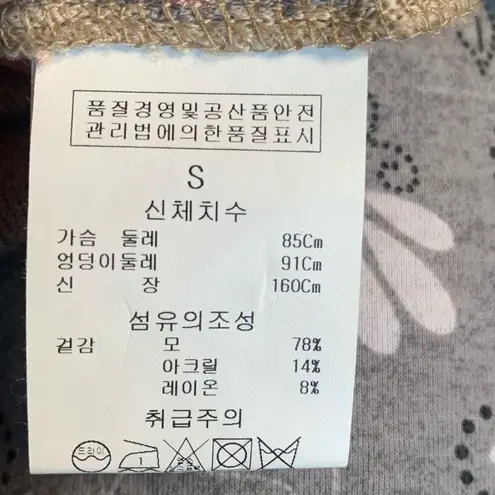 품질경영및공산품안전
관리법에의한품질표시
S
신체치수
가슴 둘레 85Cm
엉덩이둘레 91Cm
신 장 160Cm
섬유의조성
겉감 모 78%
아크릴 14%
레이온 8%
취급주의
드라이